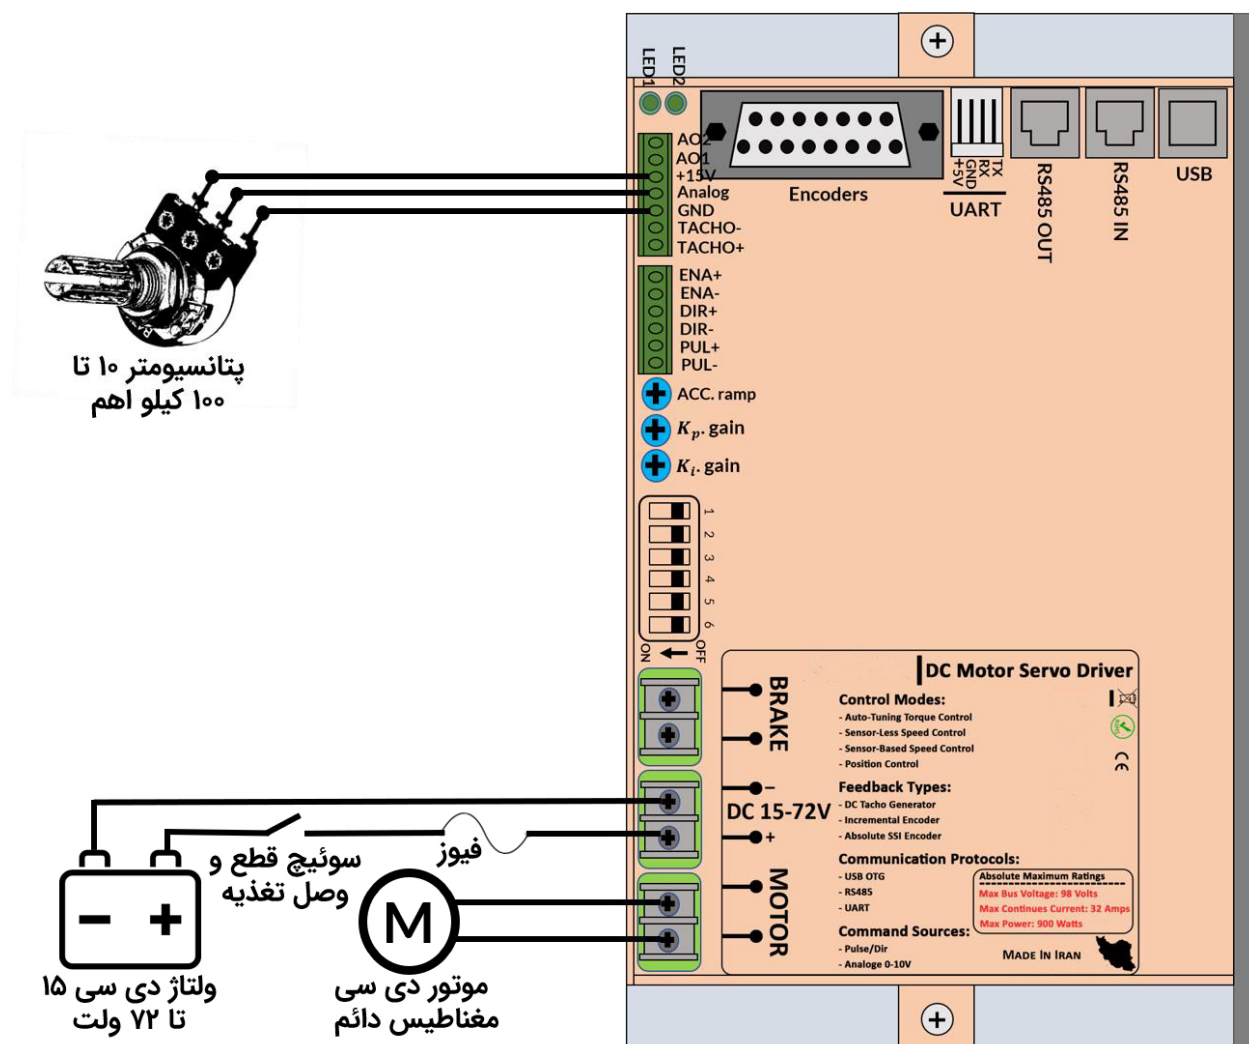 LED1
LED2
AO2
AO1
+15V
Analog
GND
TACHO-
TACHO+
Encoders
+5V
GND
RX
TX
UART
RS485 OUT
RS485 IN
USB
ENA+
ENA-
DIR+
DIR-
PUL+
PUL-
ACC. ramp
Kp. gain
Ki. gain
پتانسیومتر ۱۰ تا
۱۰۰ کیلو اهم
1
2
3
4
5
6
ON
OFF
BRAKE
DC 15-72V
−
+
MOTOR
DC Motor Servo Driver
Control Modes:
- Auto-Tuning Torque Control
- Sensor-Less Speed Control
- Sensor-Based Speed Control
- Position Control
Feedback Types:
- DC Tacho Generator
- Incremental Encoder
- Absolute SSI Encoder
Communication Protocols:
- USB OTG
- RS485
- UART
Command Sources:
- Pulse/Dir
- Analoge 0-10V
Absolute Maximum Ratings
Max Bus Voltage: 98 Volts
Max Continues Current: 32 Amps
Max Power: 900 Watts
MADE IN IRAN
CE
سوئیچ قطع و
وصل تغذیه
فیوز
− +
M
ولتاژ دی سی ۱۵
تا ۷۲ ولت
موتور دی سی
مغناطیس دائم